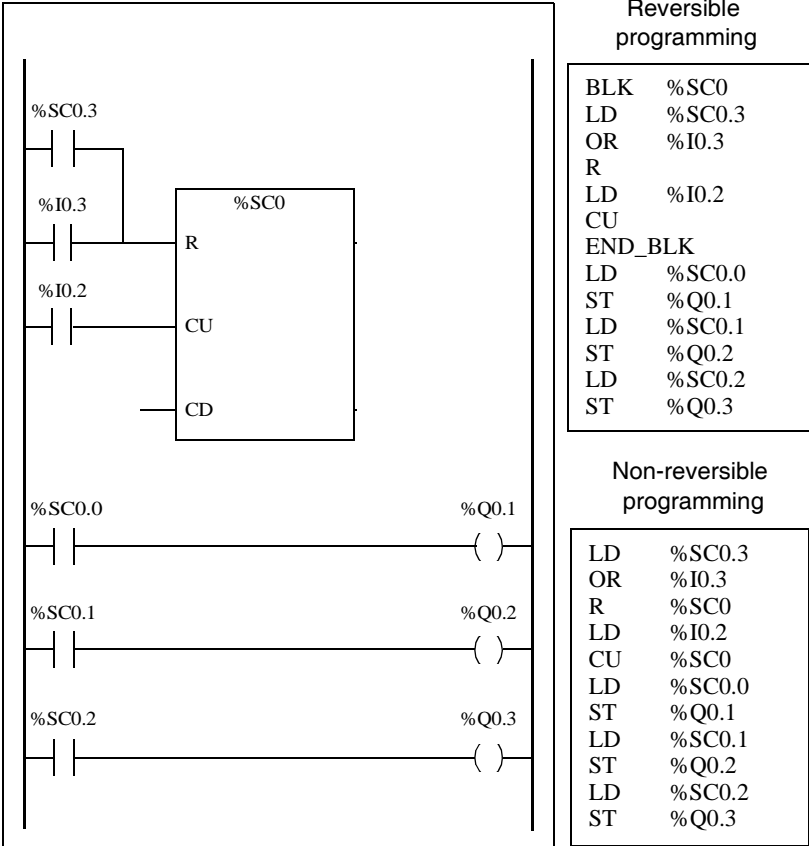 %SC0.3
%I0.3
%SC0
R
%I0.2
CU
CD
%SC0.0 %Q0.1
%SC0.1 %Q0.2
%SC0.2 %Q0.3
Reversible
programming
BLK %SC0
LD %SC0.3
OR %I0.3
R
LD %I0.2
CU
END_BLK
LD %SC0.0
ST %Q0.1
LD %SC0.1
ST %Q0.2
LD %SC0.2
ST %Q0.3
Non-reversible
programming
LD %SC0.3
OR %I0.3
R %SC0
LD %I0.2
CU %SC0
LD %SC0.0
ST %Q0.1
LD %SC0.1
ST %Q0.2
LD %SC0.2
ST %Q0.3